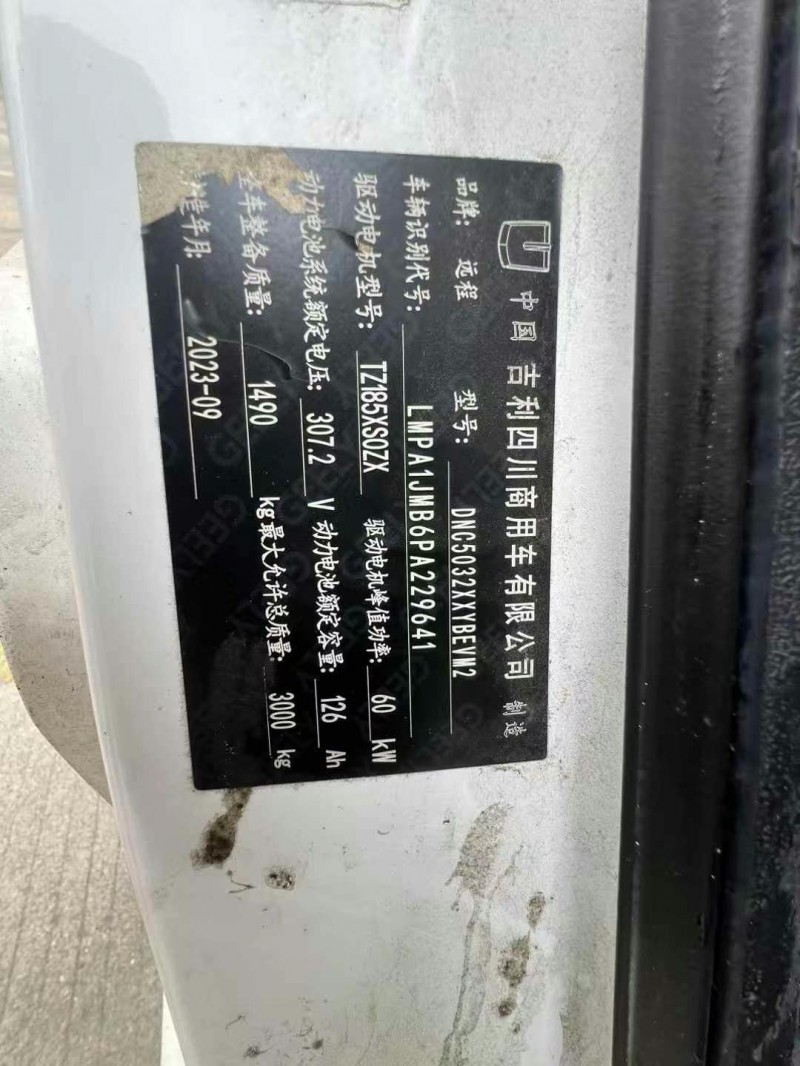 中国 吉利四川商用车有限公司 制造
品牌: 远程 型号: DNC5032XXYBEVM2
车辆识别代号: LMPA1JMB6PA229641
驱动电机型号: TZ185XS0ZX 驱动电机峰值功率: 60 kW
动力电池系统额定电压: 307.2 V 动力电池额定容量: 126 Ah
整车整备质量: 1490 kg 最大允许总质量: 3000 kg
制造年月: 2023-09